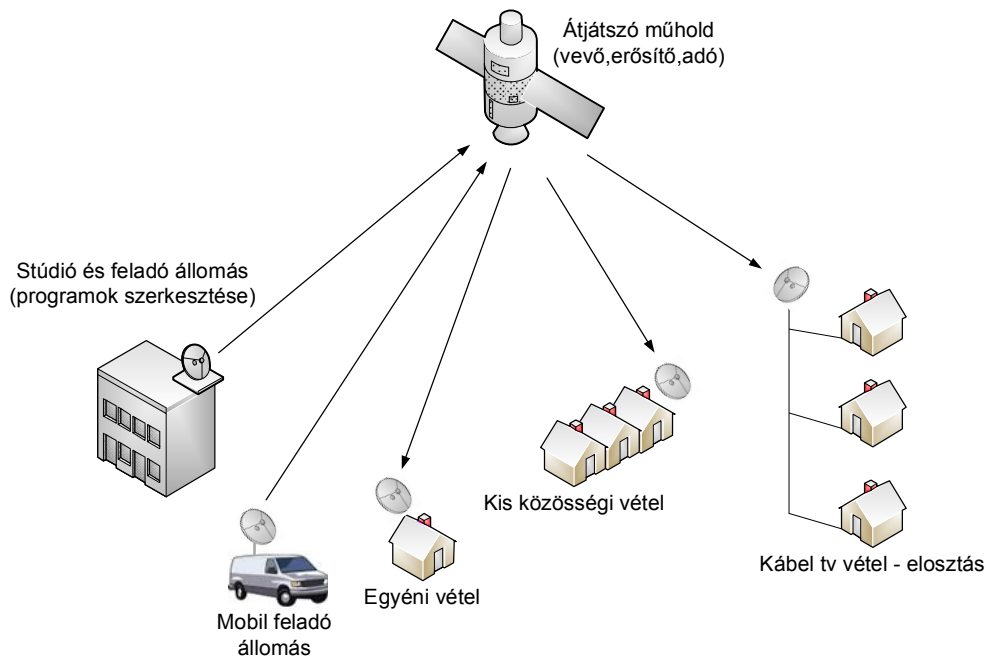 Átjátszó műhold
(vevő,erősítő,adó)
Stúdió és feladó állomás
(programok szerkesztése)
Kis közösségi vétel
Kábel tv vétel - elosztás
Egyéni vétel
Mobil feladó
állomás